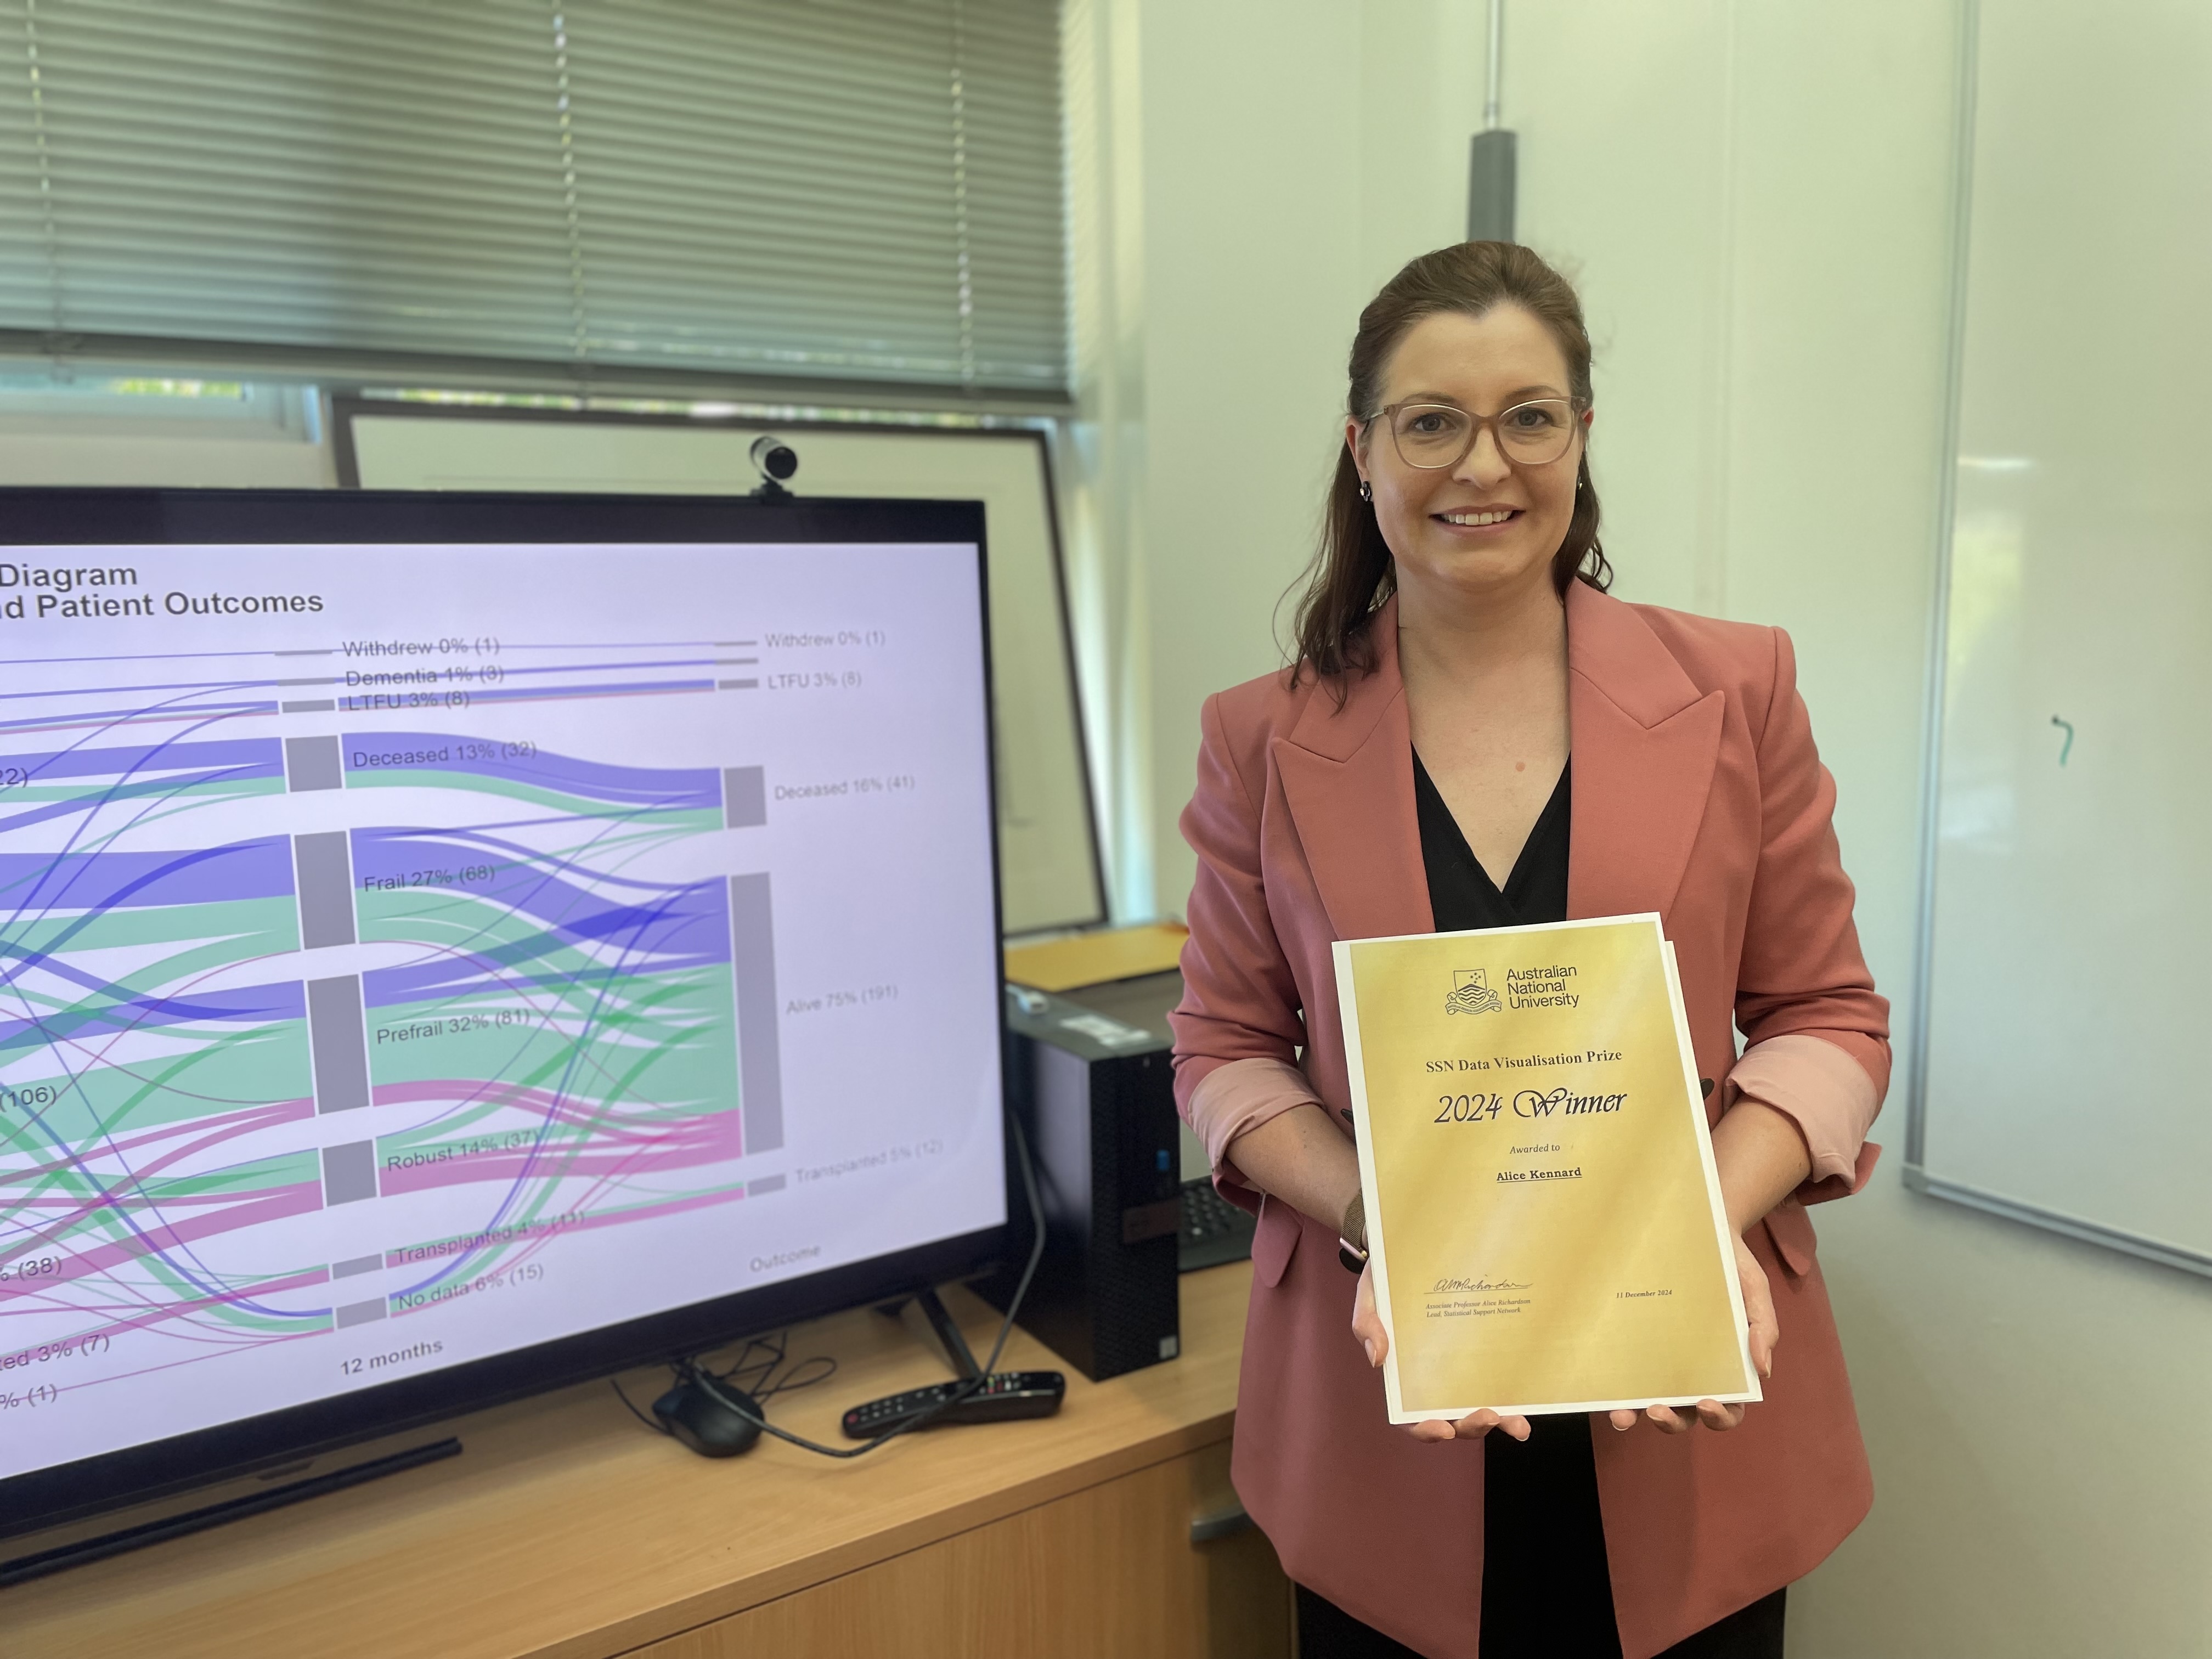 Diagram
nd Patient Outcomes
Withdrew 0% (1)
Dementia 1% (3)
LTFU 3% (8)
22)
Deceased 13% (32)
Frail 27% (68)
Prefrail 32% (81)
(106)
Robust 14% (37)
% (38)
Transplanted 4% (11)
No data 6% (15)
ted 3% (7)
% (1)
12 months
Withdrew 0% (1)
LTFU 3% (8)
Deceased 16% (41)
Alive 75% (191)
Transplanted 5% (12)
Outcome
Australian
National
University
SSN Data Visualisation Prize
2024 Winner
Awarded to
Alice Kennard
Associate Professor Alice Richardson
Lead, Statistical Support Network
11 December 2024